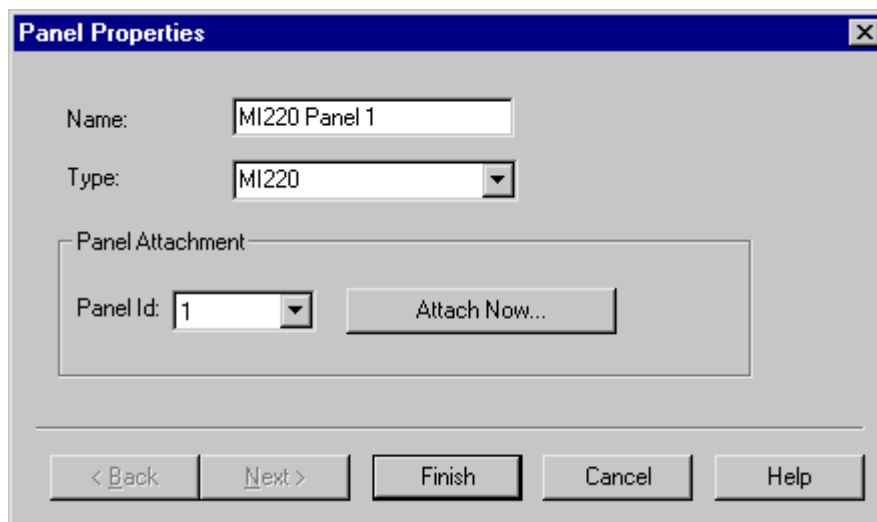 Panel Properties
Name: MI220 Panel 1
Type: MI220
Panel Attachment
Panel Id: 1 Attach Now...
< Back Next > Finish Cancel Help